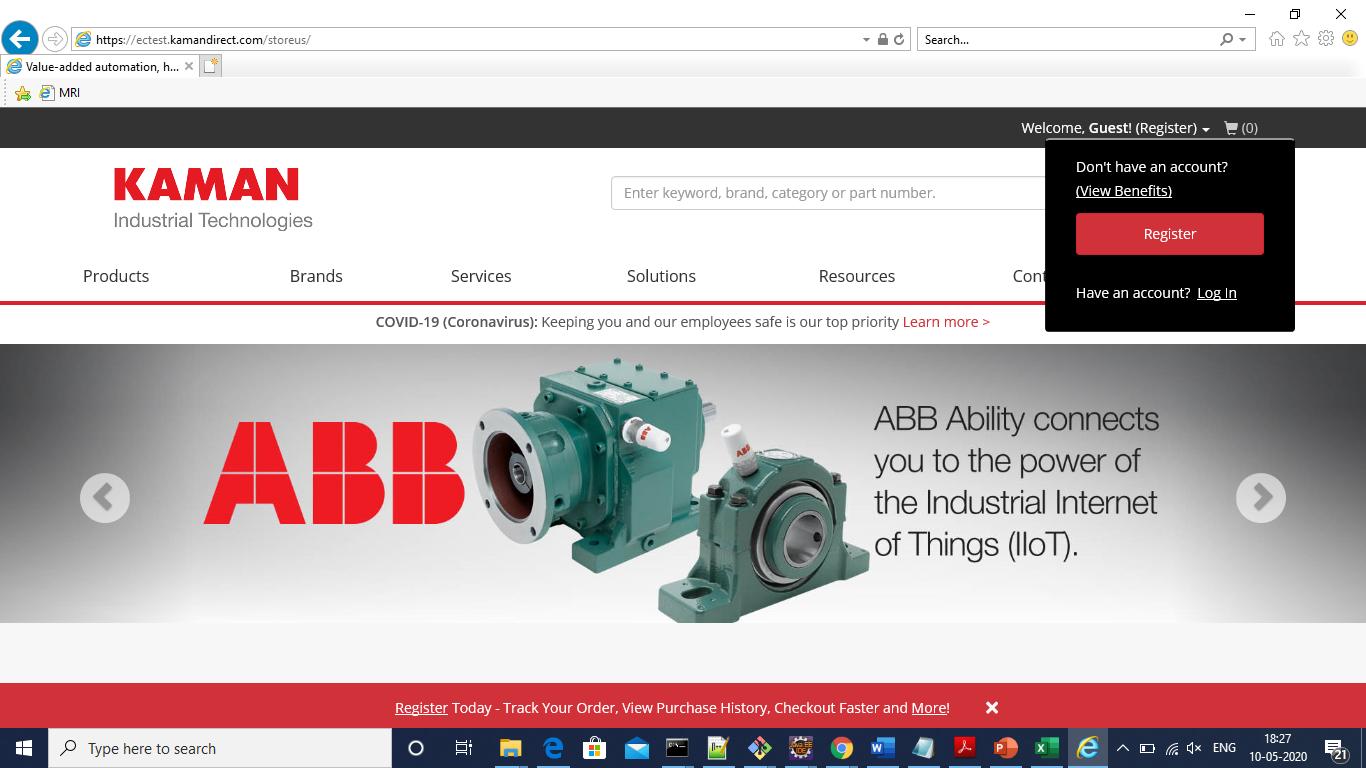 https://ectest.kamandirect.com/storeus/
Search...
Value-added automation, h...
MRI
Welcome, Guest! (Register)
(0)
KAMAN
Industrial Technologies
Enter keyword, brand, category or part number.
Don't have an account?
(View Benefits)
Register
Have an account? Log In
Products
Brands
Services
Solutions
Resources
Cont
COVID-19 (Coronavirus): Keeping you and our employees safe is our top priority Learn more >
ABB
ABB
ABB
ABB Ability connects
you to the power of
the Industrial Internet
of Things (IIoT).
Register Today - Track Your Order, View Purchase History, Checkout Faster and More!
Type here to search
ENG
18:27
10-05-2020
21